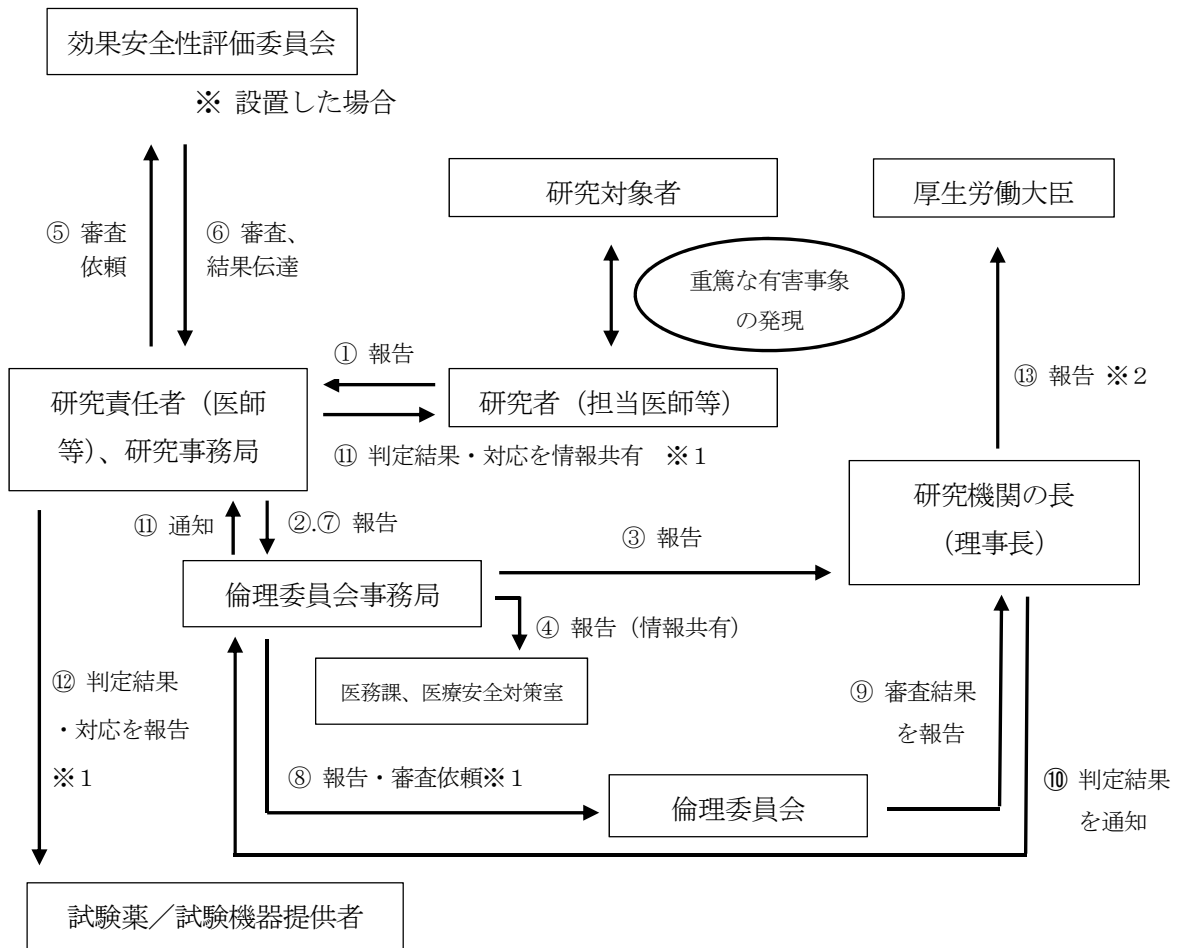 効果安全性評価委員会
※ 設置した場合
研究対象者
厚生労働大臣
⑤ 審査
依頼
⑥ 審査、
結果伝達
重篤な有害事象
の発現
① 報告
⑬ 報告 ※２
研究責任者（医師
等）、研究事務局
研究者（担当医師等）
⑪ 判定結果・対応を情報共有　※１
研究機関の長
（理事長）
⑪ 通知
②.⑦ 報告
③ 報告
倫理委員会事務局
④ 報告（情報共有）
医務課、医療安全対策室
⑫ 判定結果
・対応を報告
※１
⑨ 審査結果
を報告
⑧ 報告・審査依頼※１
倫理委員会
⑩ 判定結果
を通知
試験薬／試験機器提供者